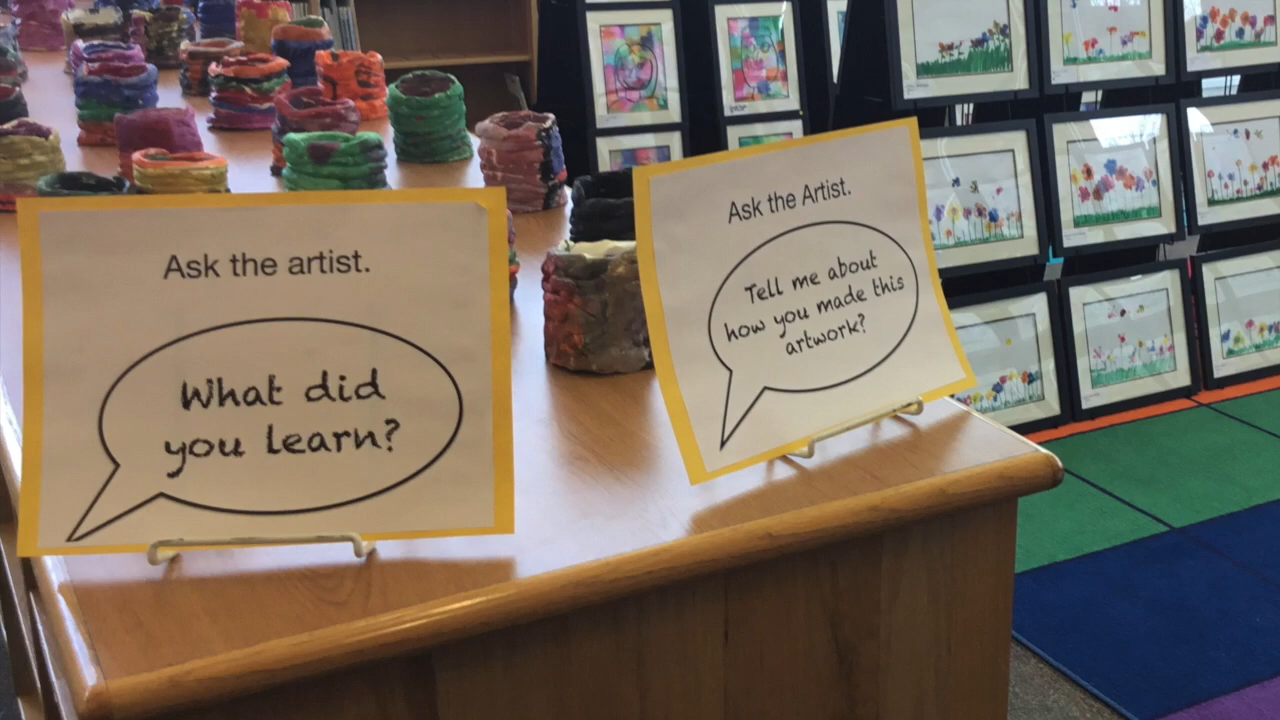 Ask the artist.
What did
you learn?
Ask the Artist.
Tell me about
how you made this
artwork?